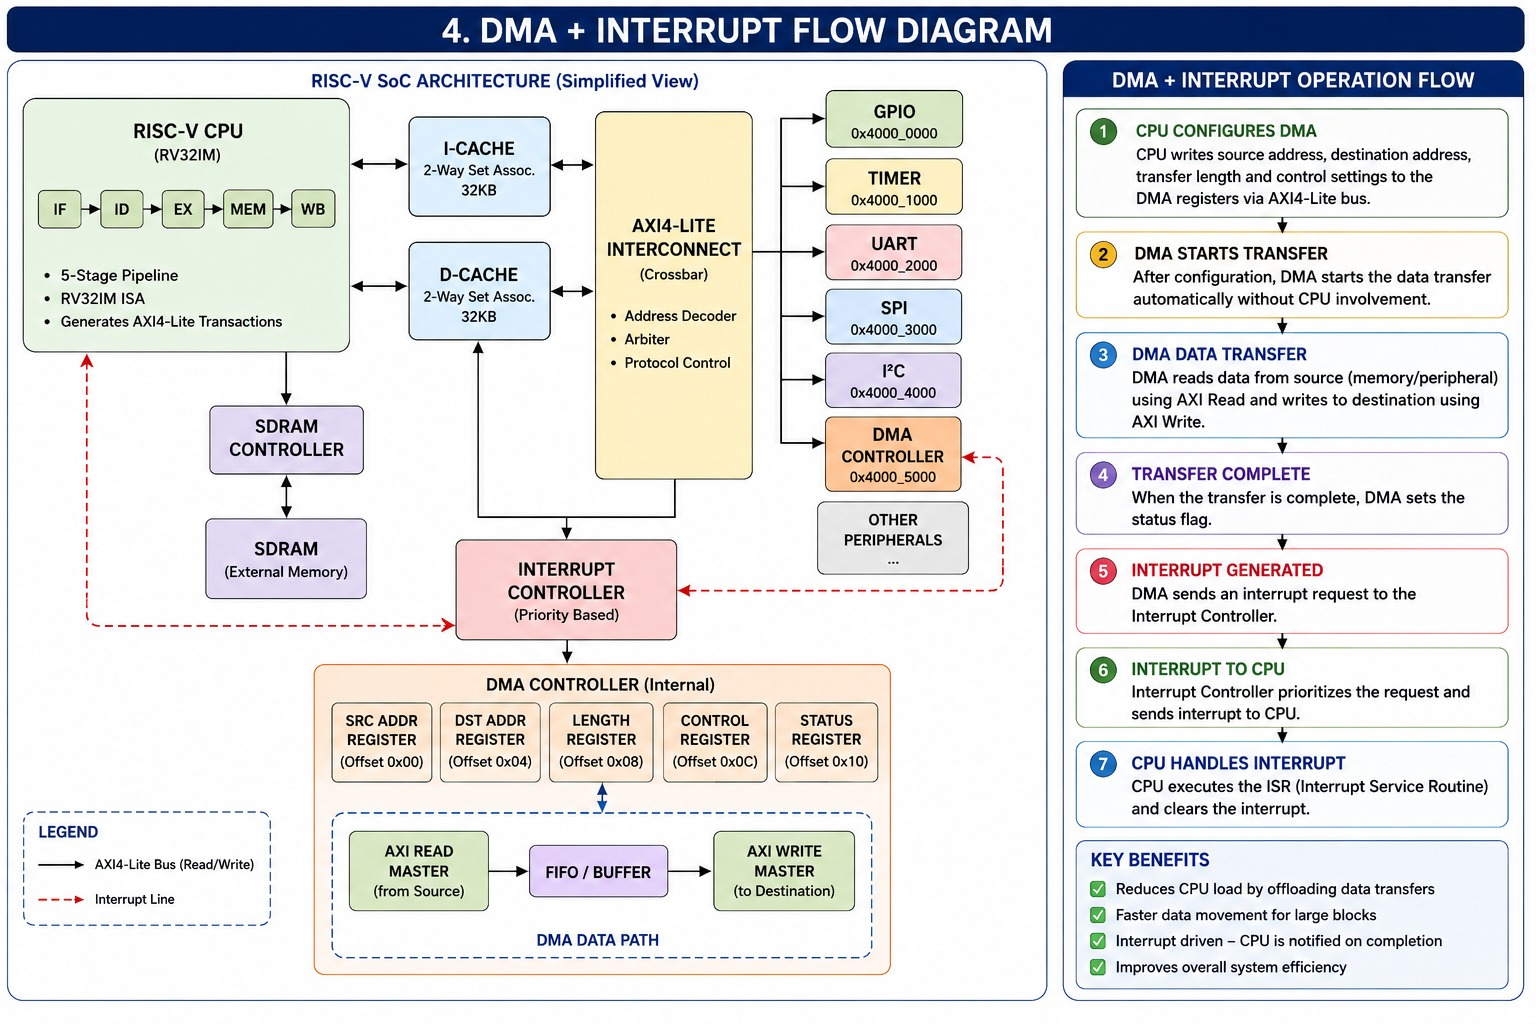 4. DMA + INTERRUPT FLOW DIAGRAM
RISC-V SoC ARCHITECTURE (Simplified View)
RISC-V CPU
(RV32IM)
IF
ID
EX
MEM
WB
• 5-Stage Pipeline
• RV32IM ISA
• Generates AXI4-Lite Transactions
I-CACHE
2-Way Set Assoc.
32KB
D-CACHE
2-Way Set Assoc.
32KB
AXI4-LITE
INTERCONNECT
(Crossbar)
• Address Decoder
• Arbiter
• Protocol Control
GPIO
0x4000_0000
TIMER
0x4000_1000
UART
0x4000_2000
SPI
0x4000_3000
I²C
0x4000_4000
DMA
CONTROLLER
0x4000_5000
OTHER
PERIPHERALS
...
SDRAM
CONTROLLER
SDRAM
(External Memory)
INTERRUPT
CONTROLLER
(Priority Based)
DMA CONTROLLER (Internal)
SRC ADDR
REGISTER
(Offset 0x00)
DST ADDR
REGISTER
(Offset 0x04)
LENGTH
REGISTER
(Offset 0x08)
CONTROL
REGISTER
(Offset 0x0C)
STATUS
REGISTER
(Offset 0x10)
AXI READ
MASTER
(from Source)
FIFO / BUFFER
AXI WRITE
MASTER
(to Destination)
DMA DATA PATH
LEGEND
AXI4-Lite Bus (Read/Write)
Interrupt Line
DMA + INTERRUPT OPERATION FLOW
1 CPU CONFIGURES DMA
CPU writes source address, destination address,
transfer length and control settings to the
DMA registers via AXI4-Lite bus.
2 DMA STARTS TRANSFER
After configuration, DMA starts the data transfer
automatically without CPU involvement.
3 DMA DATA TRANSFER
DMA reads data from source (memory/peripheral)
using AXI Read and writes to destination using
AXI Write.
4 TRANSFER COMPLETE
When the transfer is complete, DMA sets the
status flag.
5 INTERRUPT GENERATED
DMA sends an interrupt request to the
Interrupt Controller.
6 INTERRUPT TO CPU
Interrupt Controller prioritizes the request and
sends interrupt to CPU.
7 CPU HANDLES INTERRUPT
CPU executes the ISR (Interrupt Service Routine)
and clears the interrupt.
KEY BENEFITS
✅ Reduces CPU load by offloading data transfers
✅ Faster data movement for large blocks
✅ Interrupt driven – CPU is notified on completion
✅ Improves overall system efficiency